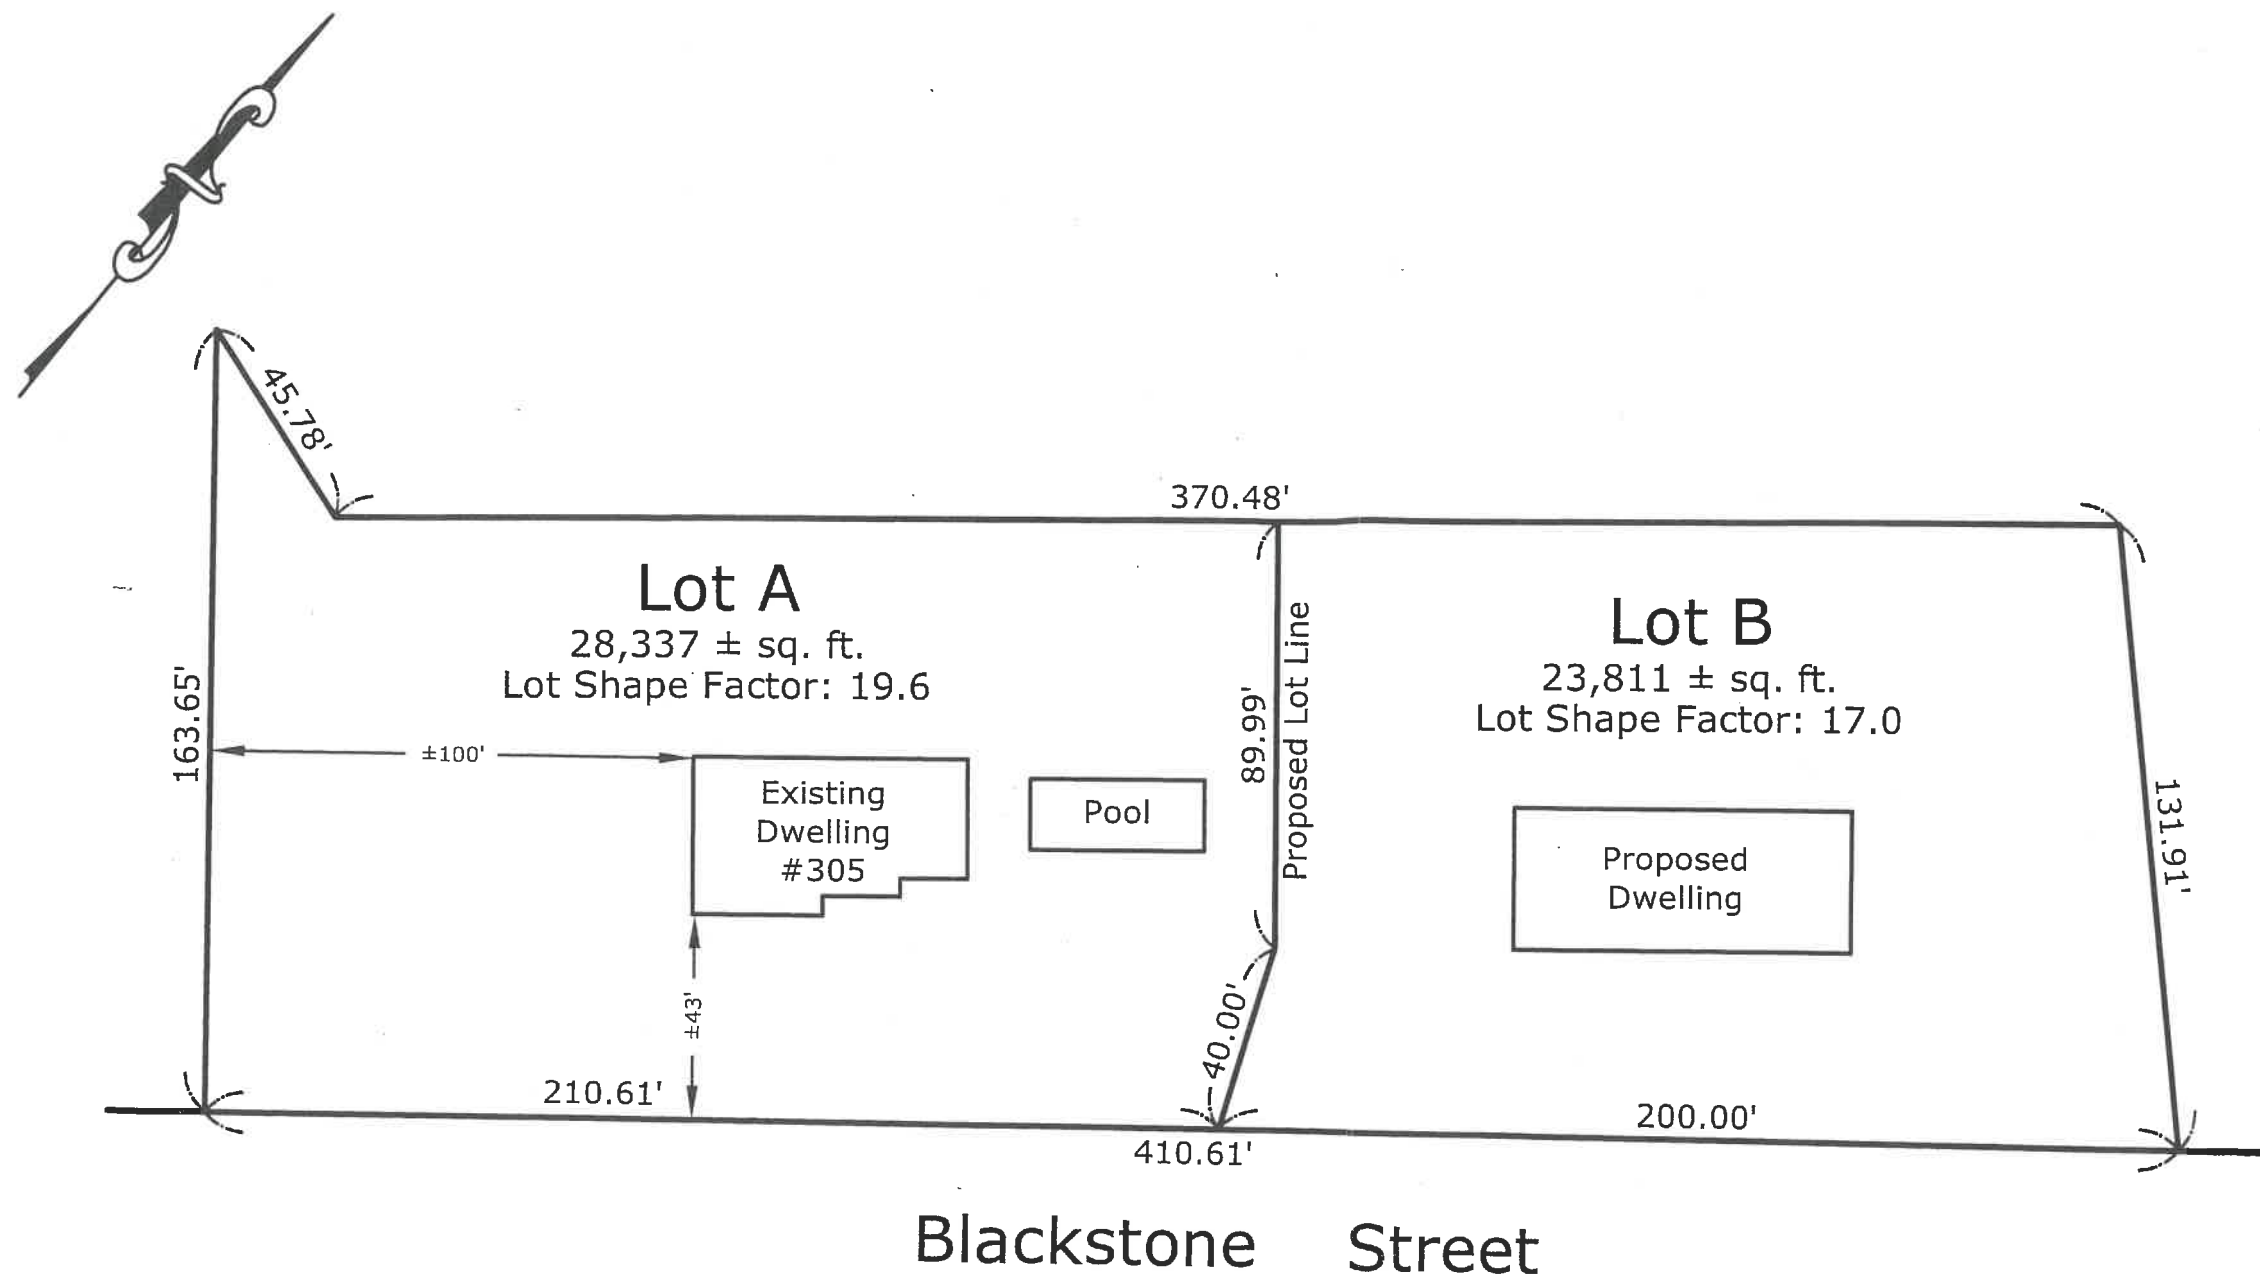 45.78'
370.48'
Lot A
28,337 ± sq. ft.
Lot Shape Factor: 19.6
Lot B
23,811 ± sq. ft.
Lot Shape Factor: 17.0
163.65'
±100'
Existing
Dwelling
#305
Pool
89.99'
Proposed Lot Line
Proposed
Dwelling
131.91'
±43'
40.00'
210.61'
200.00'
410.61'
Blackstone Street